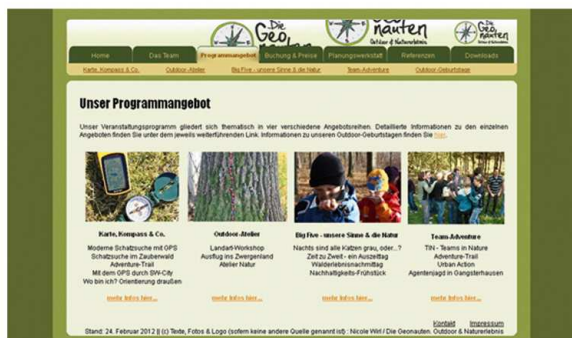 Die
Geo
nauten
Die
Geo
nauten
Outdoor & Naturerlebnis
Home
Das Team
Programmangebot
Buchung & Preise
Planungswerkstatt
Referenzen
Downloads
Karte, Kompass & Co.
Outdoor-Atelier
Big Five - unsere Sinne & die Natur
Team-Adventure
Outdoor-Geburtstage
Unser Programmangebot
Unser Veranstaltungsprogramm gliedert sich thematisch in vier verschiedene Angebotsreihen. Detaillierte Informationen zu den einzelnen
Angeboten finden Sie unter dem jeweils weiterführenden Link. Informationen zu unseren Outdoor-Geburtstagen finden Sie hier.
Karte, Kompass & Co.
Moderne Schatzsuche mit GPS
Schatzsuche im Zauberwald
Adventure-Trail
Mit dem GPS durch SW-City
Wo bin ich? Orientierung draußen
mehr Infos hier...
Outdoor-Atelier
Landart-Workshop
Ausflug ins Zwergenland
Atelier Natur
mehr Infos hier...
Big Five - unsere Sinne & die Natur
Nachts sind alle Katzen grau, oder...?
Zeit zu Zweit - ein Auszeittag
Walderlebnisnachmittag
Nachhaltigkeits-Frühstück
mehr Infos hier...
Team-Adventure
TIN - Teams in Nature
Adventure-Trail
Urban Action
Agentenjagd in Gangsterhausen
mehr Infos hier...
Kontakt
Impressum
Stand: 24. Februar 2012 || (c) Texte, Fotos & Logo (sofern keine andere Quelle genannt ist) : Nicole Wirl / Die Geonauten. Outdoor & Naturerlebnis